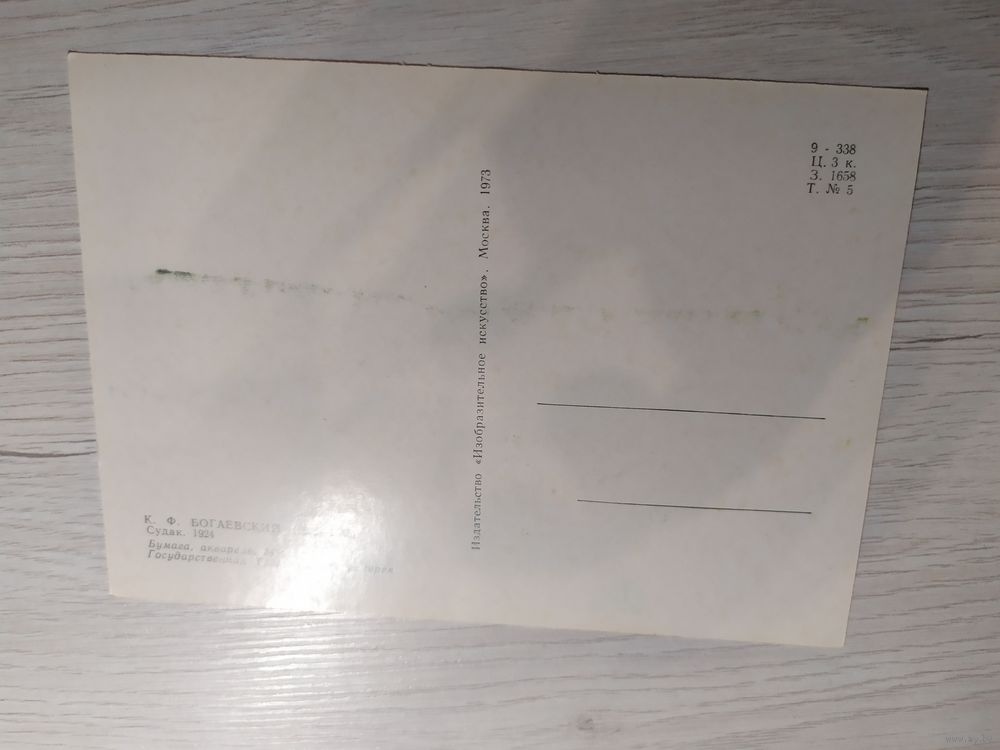 К. Ф. БОГАЕВСКИЙ
Судак. 1924
Бумага, акварель.
Государственная
Издательство «Изобразительное искусство». Москва. 1973
9 - 338
Ц. 3 к.
З. 1658
Т. № 5